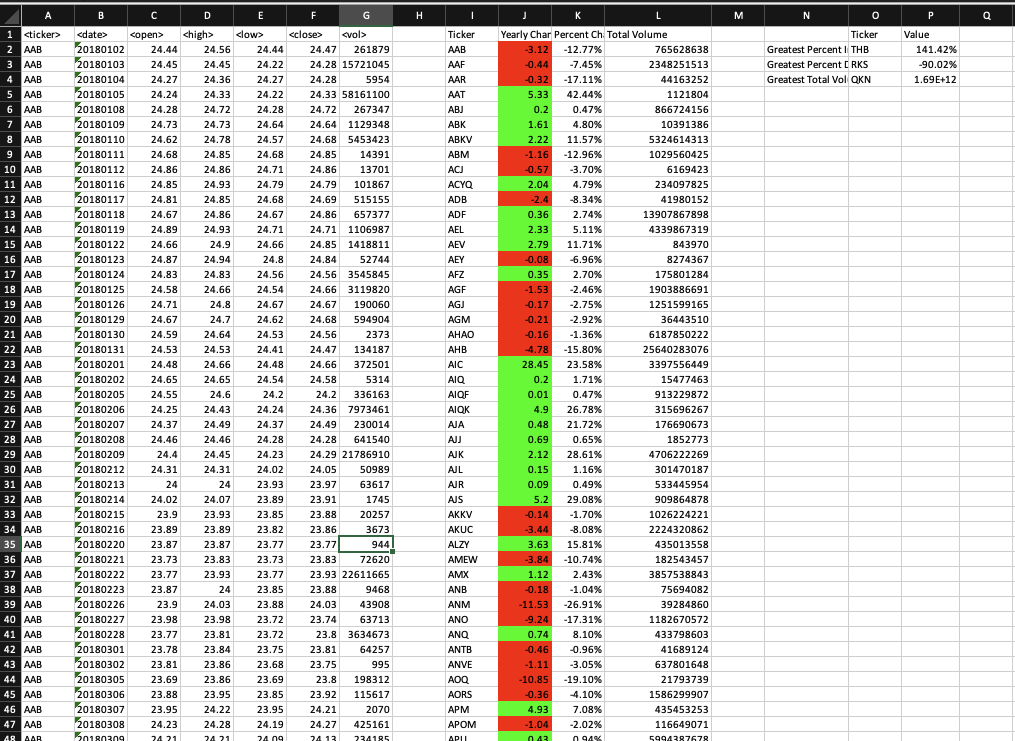 A B C D E F G H I J K L M N O P Q
1 <ticker> <date> <open> <high> <low> <close> <vol> Ticker Yearly Char Percent Ch Total Volume Ticker Value
2 AAB 20180102 24.44 24.56 24.44 24.47 261879 AAB -3.12 -12.77% 765628638 Greatest Percent I THB 141.42%
3 AAB 20180103 24.45 24.45 24.22 24.28 15721045 AAF -0.44 -7.45% 2348251513 Greatest Percent D RKS -90.02%
4 AAB 20180104 24.27 24.36 24.27 24.28 5954 AAR -0.32 -17.11% 44163252 Greatest Total Vol QKN 1.69E+12
5 AAB 20180105 24.24 24.33 24.22 24.33 58161100 AAT 5.33 42.44% 1121804
6 AAB 20180108 24.28 24.72 24.28 24.72 267347 ABJ 0.2 0.47% 866724156
7 AAB 20180109 24.73 24.73 24.64 24.64 1129348 ABK 1.61 4.80% 10391386
8 AAB 20180110 24.62 24.78 24.57 24.68 5453423 ABKV 2.22 11.57% 5324614313
9 AAB 20180111 24.68 24.85 24.68 24.85 14391 ABM -1.16 -12.96% 1029560425
10 AAB 20180112 24.86 24.86 24.71 24.86 13701 ACJ -0.57 -3.70% 6169423
11 AAB 20180116 24.85 24.93 24.79 24.79 101867 ACYQ 2.04 4.79% 234097825
12 AAB 20180117 24.81 24.85 24.68 24.69 515155 ADB -2.4 -8.34% 41980152
13 AAB 20180118 24.67 24.86 24.67 24.86 657377 ADF 0.36 2.74% 13907867898
14 AAB 20180119 24.89 24.93 24.71 24.71 1106987 AEL 2.33 5.11% 4339867319
15 AAB 20180122 24.66 24.9 24.66 24.85 1418811 AEV 2.79 11.71% 843970
16 AAB 20180123 24.87 24.94 24.8 24.84 52744 AEY -0.08 -6.96% 8274367
17 AAB 20180124 24.83 24.83 24.56 24.56 3545845 AFZ 0.35 2.70% 175801284
18 AAB 20180125 24.58 24.66 24.54 24.66 3119820 AGF -1.53 -2.46% 1903886691
19 AAB 20180126 24.71 24.8 24.67 24.67 190060 AGJ -0.17 -2.75% 1251599165
20 AAB 20180129 24.67 24.7 24.62 24.68 594904 AGM -0.21 -2.92% 36443510
21 AAB 20180130 24.59 24.64 24.53 24.56 2373 AHAO -0.16 -1.36% 6187850222
22 AAB 20180131 24.53 24.53 24.41 24.47 134187 AHB -4.78 -15.80% 25640283076
23 AAB 20180201 24.48 24.66 24.48 24.66 372501 AIC 28.45 23.58% 3397556449
24 AAB 20180202 24.65 24.65 24.54 24.58 5314 AIQ 0.2 1.71% 15477463
25 AAB 20180205 24.55 24.6 24.2 24.2 336163 AIQF 0.01 0.47% 913229872
26 AAB 20180206 24.25 24.43 24.24 24.36 7973461 AIQK 4.9 26.78% 315696267
27 AAB 20180207 24.37 24.49 24.37 24.49 230014 AJA 0.48 21.72% 176690673
28 AAB 20180208 24.46 24.46 24.28 24.28 641540 AJJ 0.69 0.65% 1852773
29 AAB 20180209 24.4 24.45 24.23 24.29 21786910 AJK 2.12 28.61% 4706222269
30 AAB 20180212 24.31 24.31 24.02 24.05 50989 AJL 0.15 1.16% 301470187
31 AAB 20180213 24 24 23.93 23.97 63617 AJR 0.09 0.49% 533445954
32 AAB 20180214 24.02 24.07 23.89 23.91 1745 AJS 5.2 29.08% 909864878
33 AAB 20180215 23.9 23.93 23.85 23.88 20257 AKKV -0.14 -1.70% 1026224221
34 AAB 20180216 23.89 23.89 23.82 23.86 3673 AKUC -3.44 -8.08% 2224320862
35 AAB 20180220 23.87 23.87 23.77 23.77 944 ALZY 3.63 15.81% 435013558
36 AAB 20180221 23.73 23.83 23.73 23.83 72620 AMEW -3.84 -10.74% 182543457
37 AAB 20180222 23.77 23.93 23.77 23.93 22611665 AMX 1.12 2.43% 3857538843
38 AAB 20180223 23.87 24 23.85 23.88 9468 ANB -0.18 -1.04% 75694082
39 AAB 20180226 23.9 24.03 23.88 24.03 43908 ANM -11.53 -26.91% 39284860
40 AAB 20180227 23.98 23.98 23.72 23.74 63713 ANO -9.24 -17.31% 1182670572
41 AAB 20180228 23.77 23.81 23.72 23.8 3634673 ANQ 0.74 8.10% 433798603
42 AAB 20180301 23.78 23.84 23.75 23.81 64257 ANTB -0.46 -0.96% 41689124
43 AAB 20180302 23.81 23.86 23.68 23.75 995 ANVE -1.11 -3.05% 637801648
44 AAB 20180305 23.69 23.86 23.69 23.8 198312 AOQ -10.85 -19.10% 21793739
45 AAB 20180306 23.88 23.95 23.85 23.92 115617 AORS -0.36 -4.10% 1586299907
46 AAB 20180307 23.95 24.22 23.95 24.21 2070 APM 4.93 7.08% 435453253
47 AAB 20180308 24.23 24.28 24.19 24.27 425161 APOM -1.04 -2.02% 116649071
48 AAB 20180309 24.21 24.21 24.09 24.13 234185 APU 0.43 0.94% 5994387678